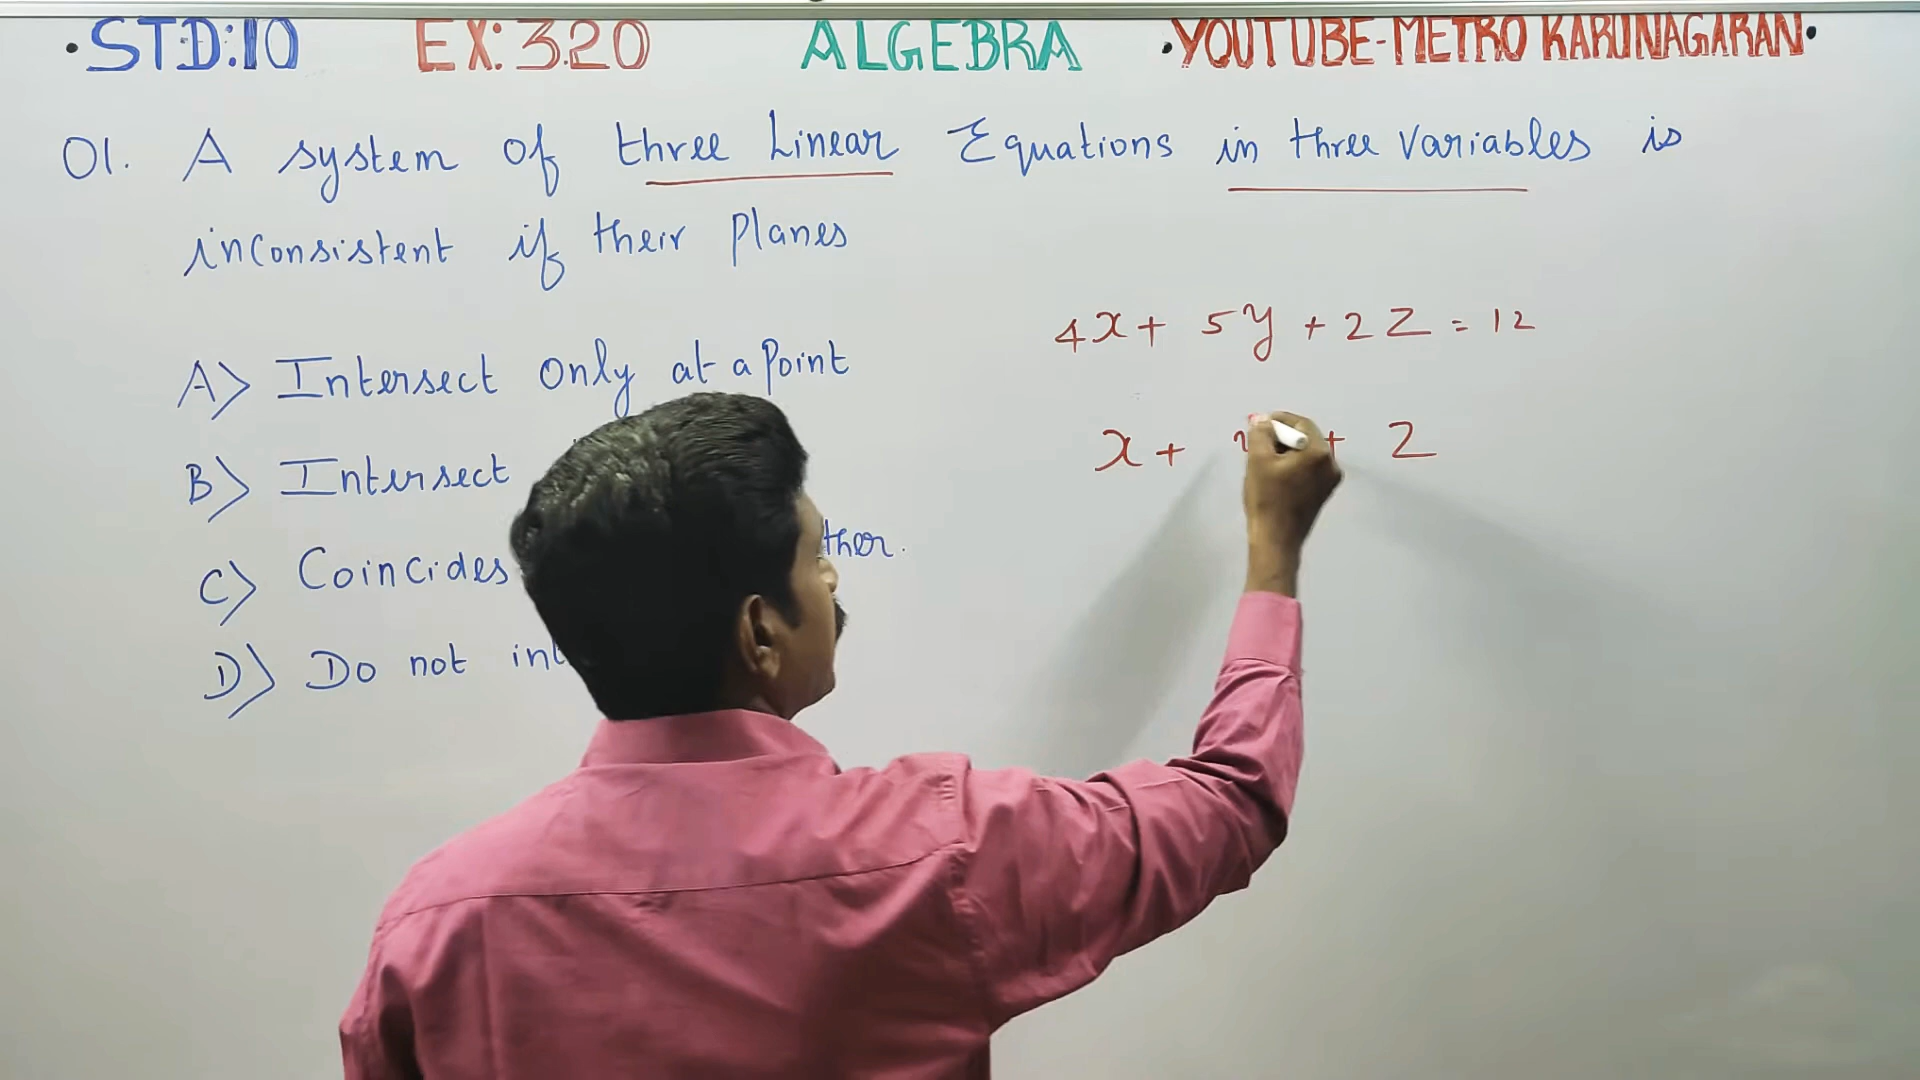 •STD:10 EX:3.20 ALGEBRA •YOUTUBE-METRO KARUNAGARAN•
01. A system of three Linear Equations in three variables is
inconsistent if their planes
A) Intersect only at a point
B) Intersect
C) Coincides
D) Do not
4x + 5y + 2z = 12
x + + z